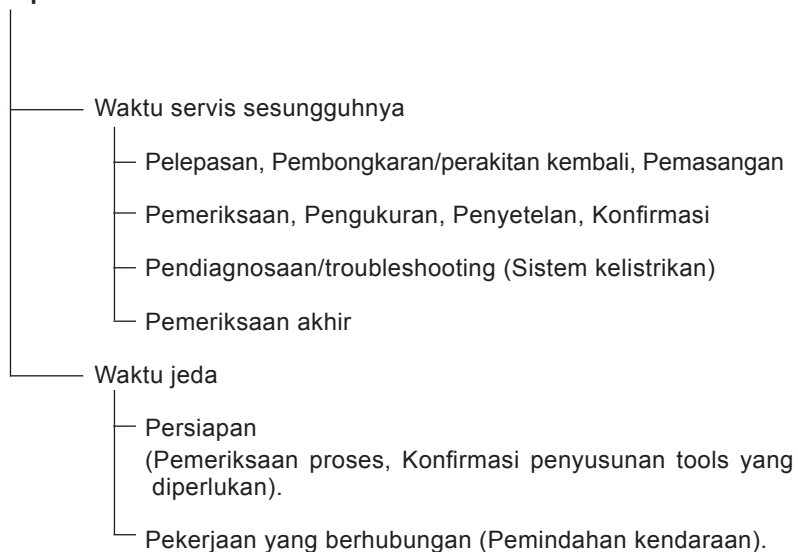 Waktu servis sesungguhnya
Pelepasan, Pembongkaran/perakitan kembali, Pemasangan
Pemeriksaan, Pengukuran, Penyetelan, Konfirmasi
Pendiagnosaan/troubleshooting (Sistem kelistrikan)
Pemeriksaan akhir
Waktu jeda
Persiapan
(Pemeriksaan proses, Konfirmasi penyusunan tools yang
diperlukan).
Pekerjaan yang berhubungan (Pemindahan kendaraan).